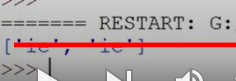 >>>
======= RESTART: G:
['ie', 'ie']
>>>